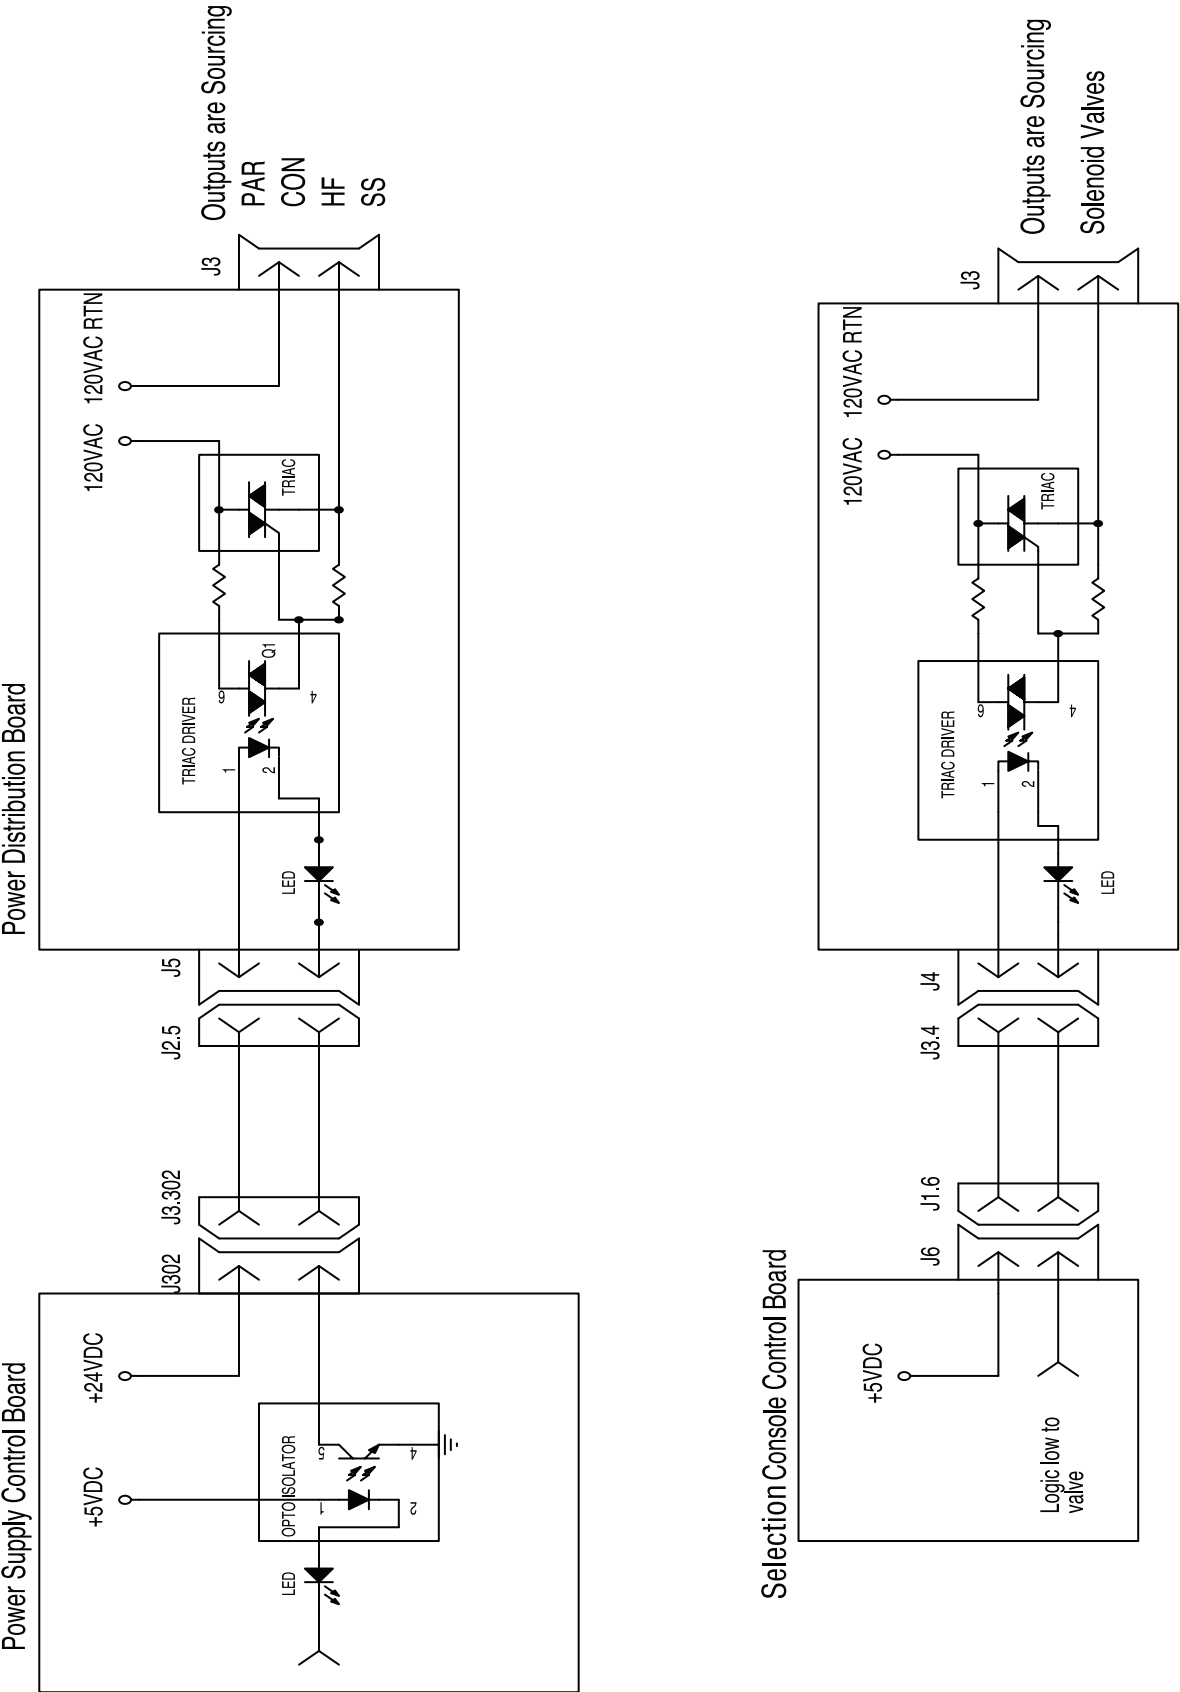 Power Supply Control Board
+5VDC
+24VDC
OPTO ISOLATOR
LED
1
2
5
4
J302
J3.302
J2.5
J5
Power Distribution Board
LED
TRIAC DRIVER
1
2
6
4
Q1
TRIAC
120VAC
120VAC RTN
J3
Outputs are Sourcing
PAR
CON
HF
SS
Selection Console Control Board
+5VDC
Logic low to
valve
J6
J1.6
J3.4
J4
LED
TRIAC DRIVER
1
2
6
4
TRIAC
120VAC
120VAC RTN
J3
Outputs are Sourcing
Solenoid Valves